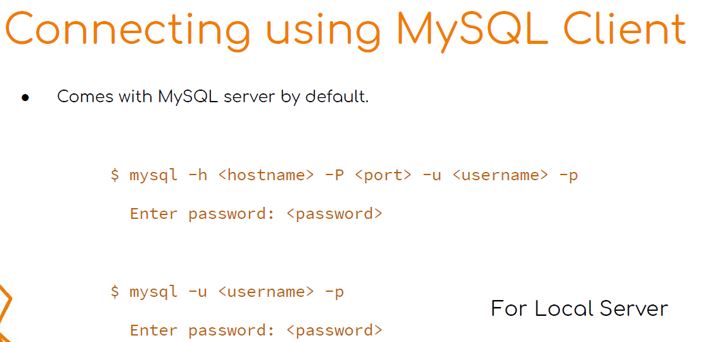 Connecting using MySQL Client
● Comes with MySQL server by default.
$ mysql -h <hostname> -P <port> -u <username> -p
Enter password: <password>
$ mysql -u <username> -p
For Local Server
Enter password: <password>